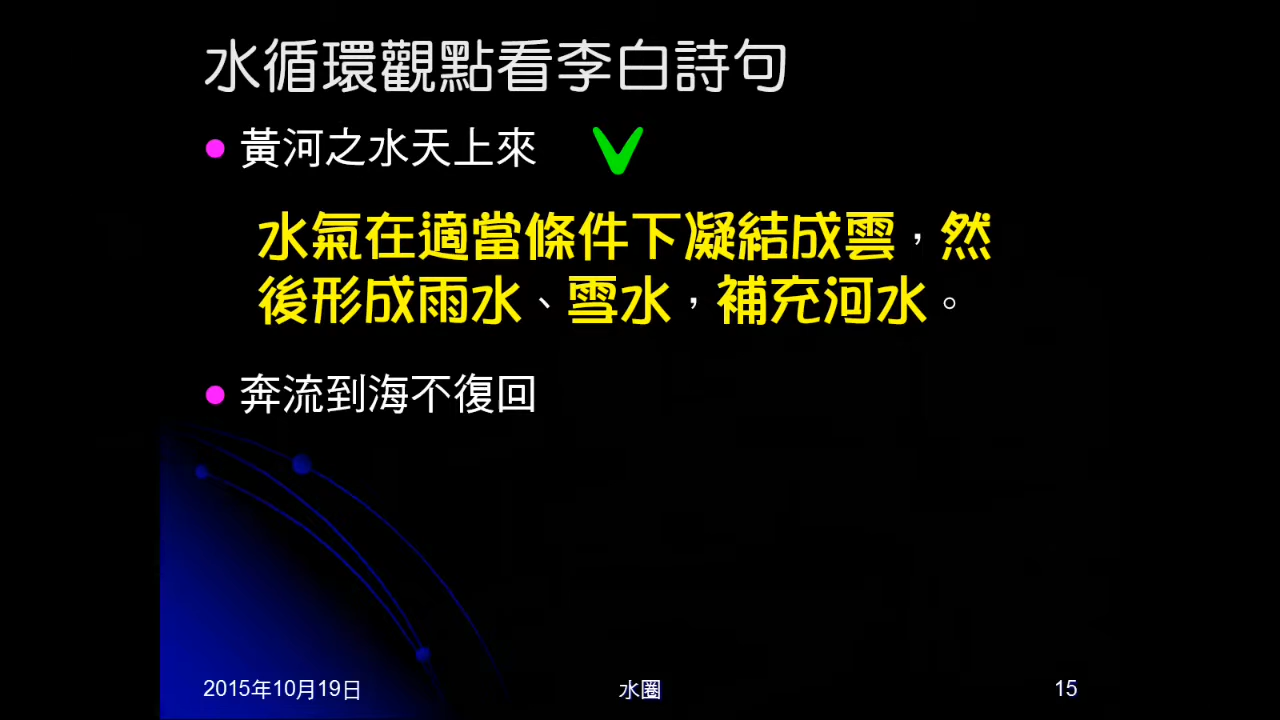 水循環觀點看李白詩句
黃河之水天上來
水氣在適當條件下凝結成雲，然
後形成雨水、雪水，補充河水。
奔流到海不復回
2015年10月19日
水圈
15